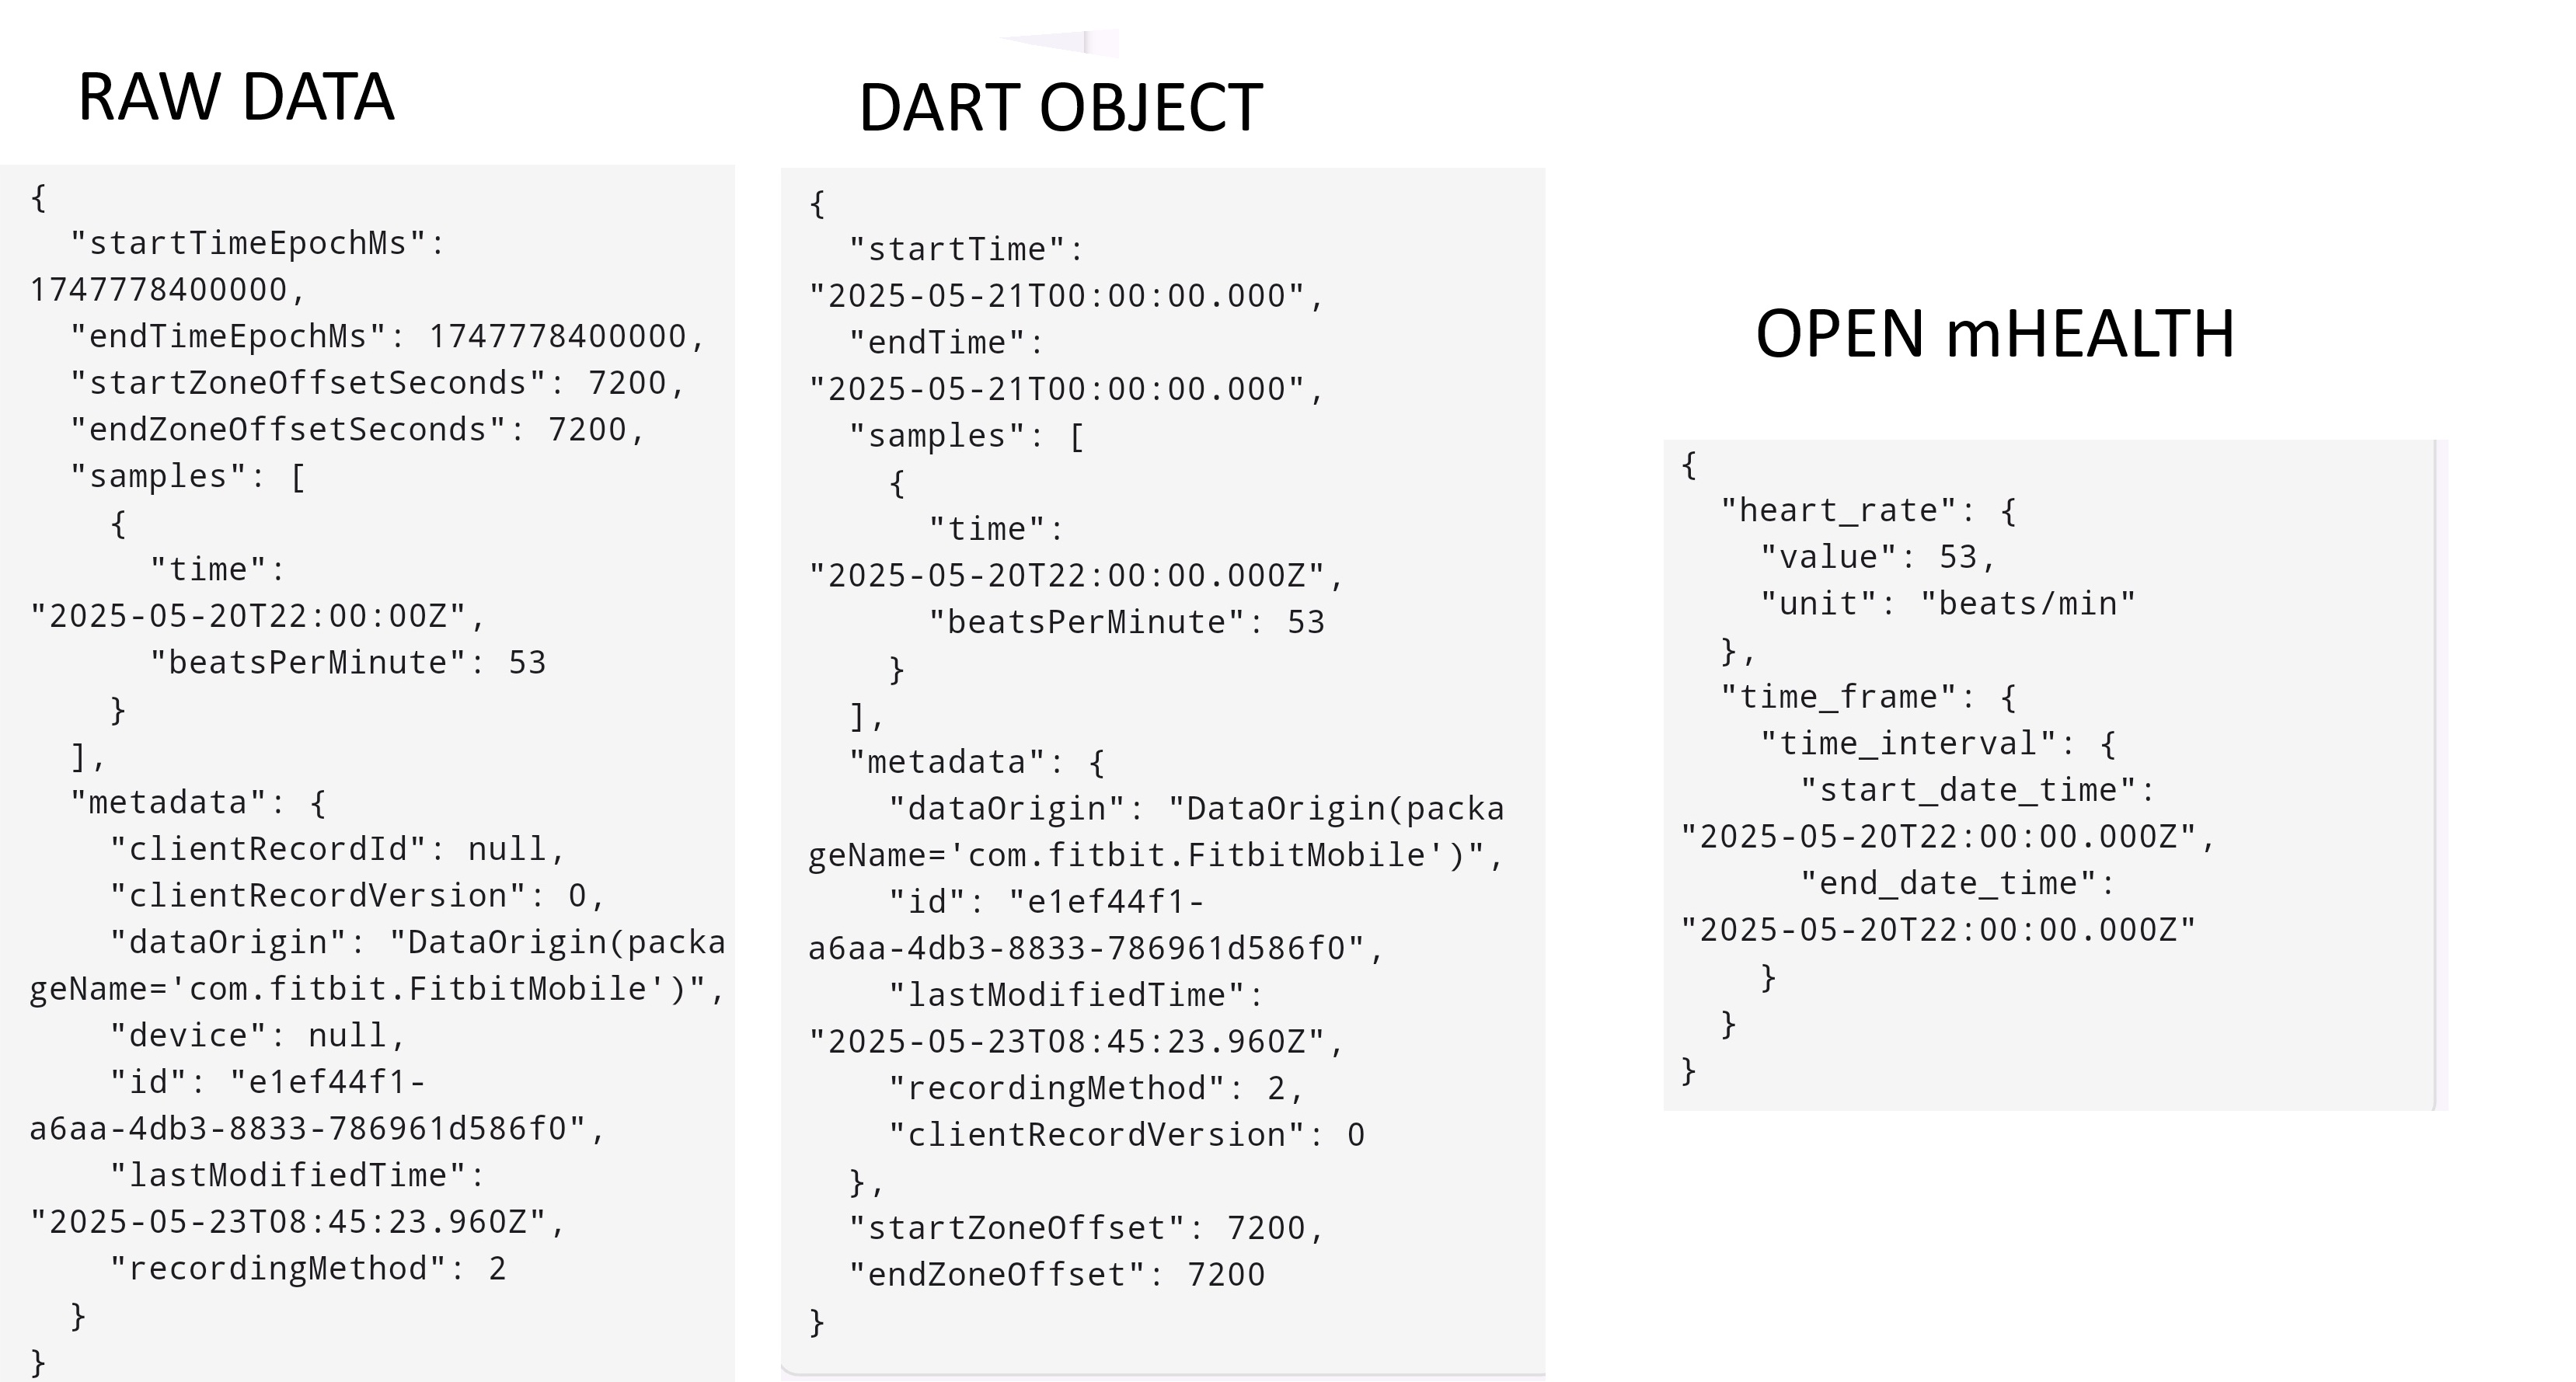 RAW DATA
{
  "startTimeEpochMs":
1747778400000,
  "endTimeEpochMs": 1747778400000,
  "startZoneOffsetSeconds": 7200,
  "endZoneOffsetSeconds": 7200,
  "samples": [
    {
      "time":
"2025-05-20T22:00:00Z",
      "beatsPerMinute": 53
    }
  ],
  "metadata": {
    "clientRecordId": null,
    "clientRecordVersion": 0,
    "dataOrigin": "DataOrigin(packa
geName='com.fitbit.FitbitMobile')",
    "device": null,
    "id": "e1ef44f1-
a6aa-4db3-8833-786961d586f0",
    "lastModifiedTime":
"2025-05-23T08:45:23.960Z",
    "recordingMethod": 2
  }
}
DART OBJECT
{
  "startTime":
"2025-05-21T00:00:00.000",
  "endTime":
"2025-05-21T00:00:00.000",
  "samples": [
    {
      "time":
"2025-05-20T22:00:00.000Z",
      "beatsPerMinute": 53
    }
  ],
  "metadata": {
    "dataOrigin": "DataOrigin(packa
geName='com.fitbit.FitbitMobile')",
    "id": "e1ef44f1-
a6aa-4db3-8833-786961d586f0",
    "lastModifiedTime":
"2025-05-23T08:45:23.960Z",
    "recordingMethod": 2,
    "clientRecordVersion": 0
  },
  "startZoneOffset": 7200,
  "endZoneOffset": 7200
}
OPEN mHEALTH
{
  "heart_rate": {
    "value": 53,
    "unit": "beats/min"
  },
  "time_frame": {
    "time_interval": {
      "start_date_time":
"2025-05-20T22:00:00.000Z",
      "end_date_time":
"2025-05-20T22:00:00.000Z"
    }
  }
}